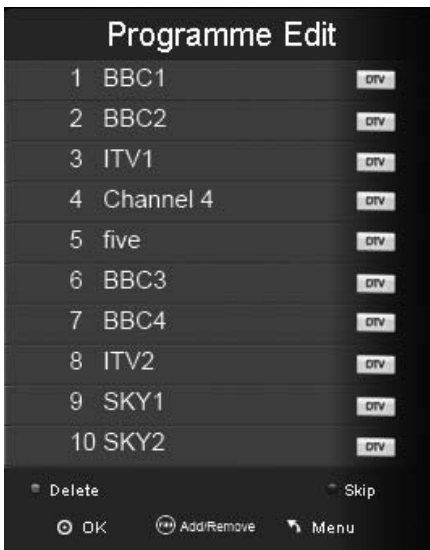 Programme Edit
1 BBC1 DTV
2 BBC2 DTV
3 ITV1 DTV
4 Channel 4 DTV
5 five DTV
6 BBC3 DTV
7 BBC4 DTV
8 ITV2 DTV
9 SKY1 DTV
10 SKY2 DTV
Delete Skip
OK Add/Remove Menu